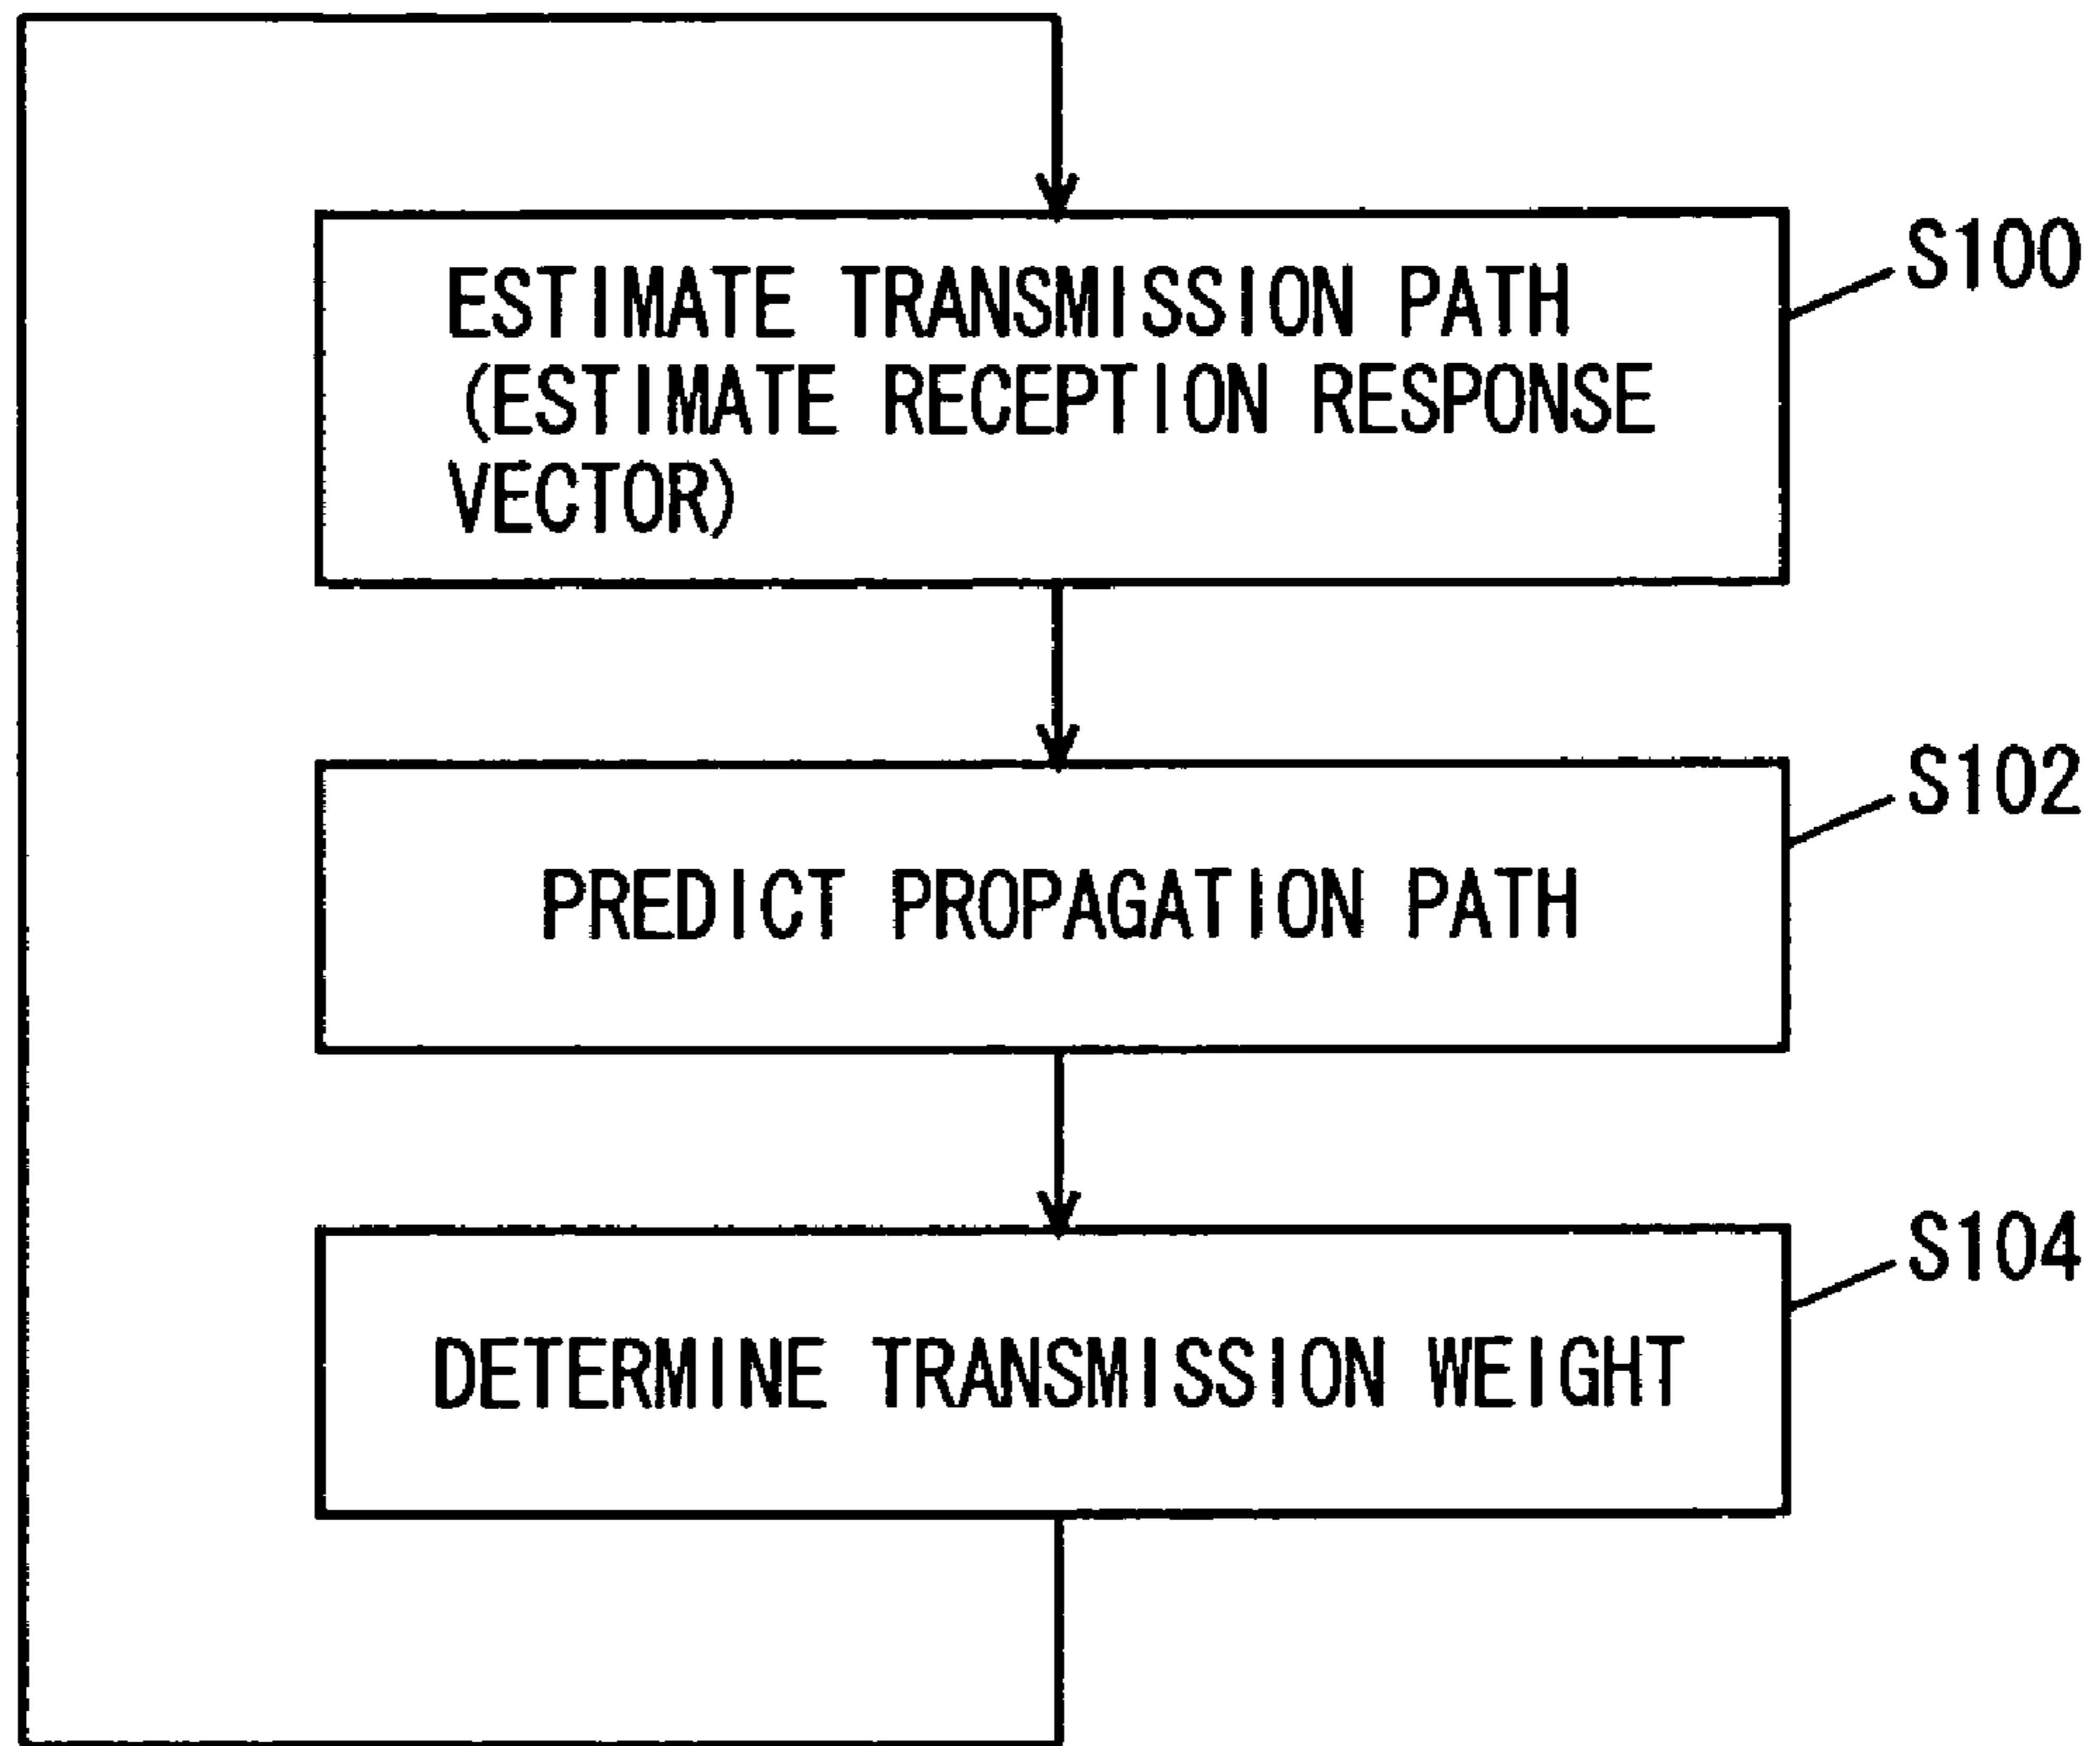 ESTIMATE TRANSMISSION PATH
(ESTIMATE RECEPTION RESPONSE
VECTOR)
S100
PREDICT PROPAGATION PATH
S102
DETERMINE TRANSMISSION WEIGHT
S104